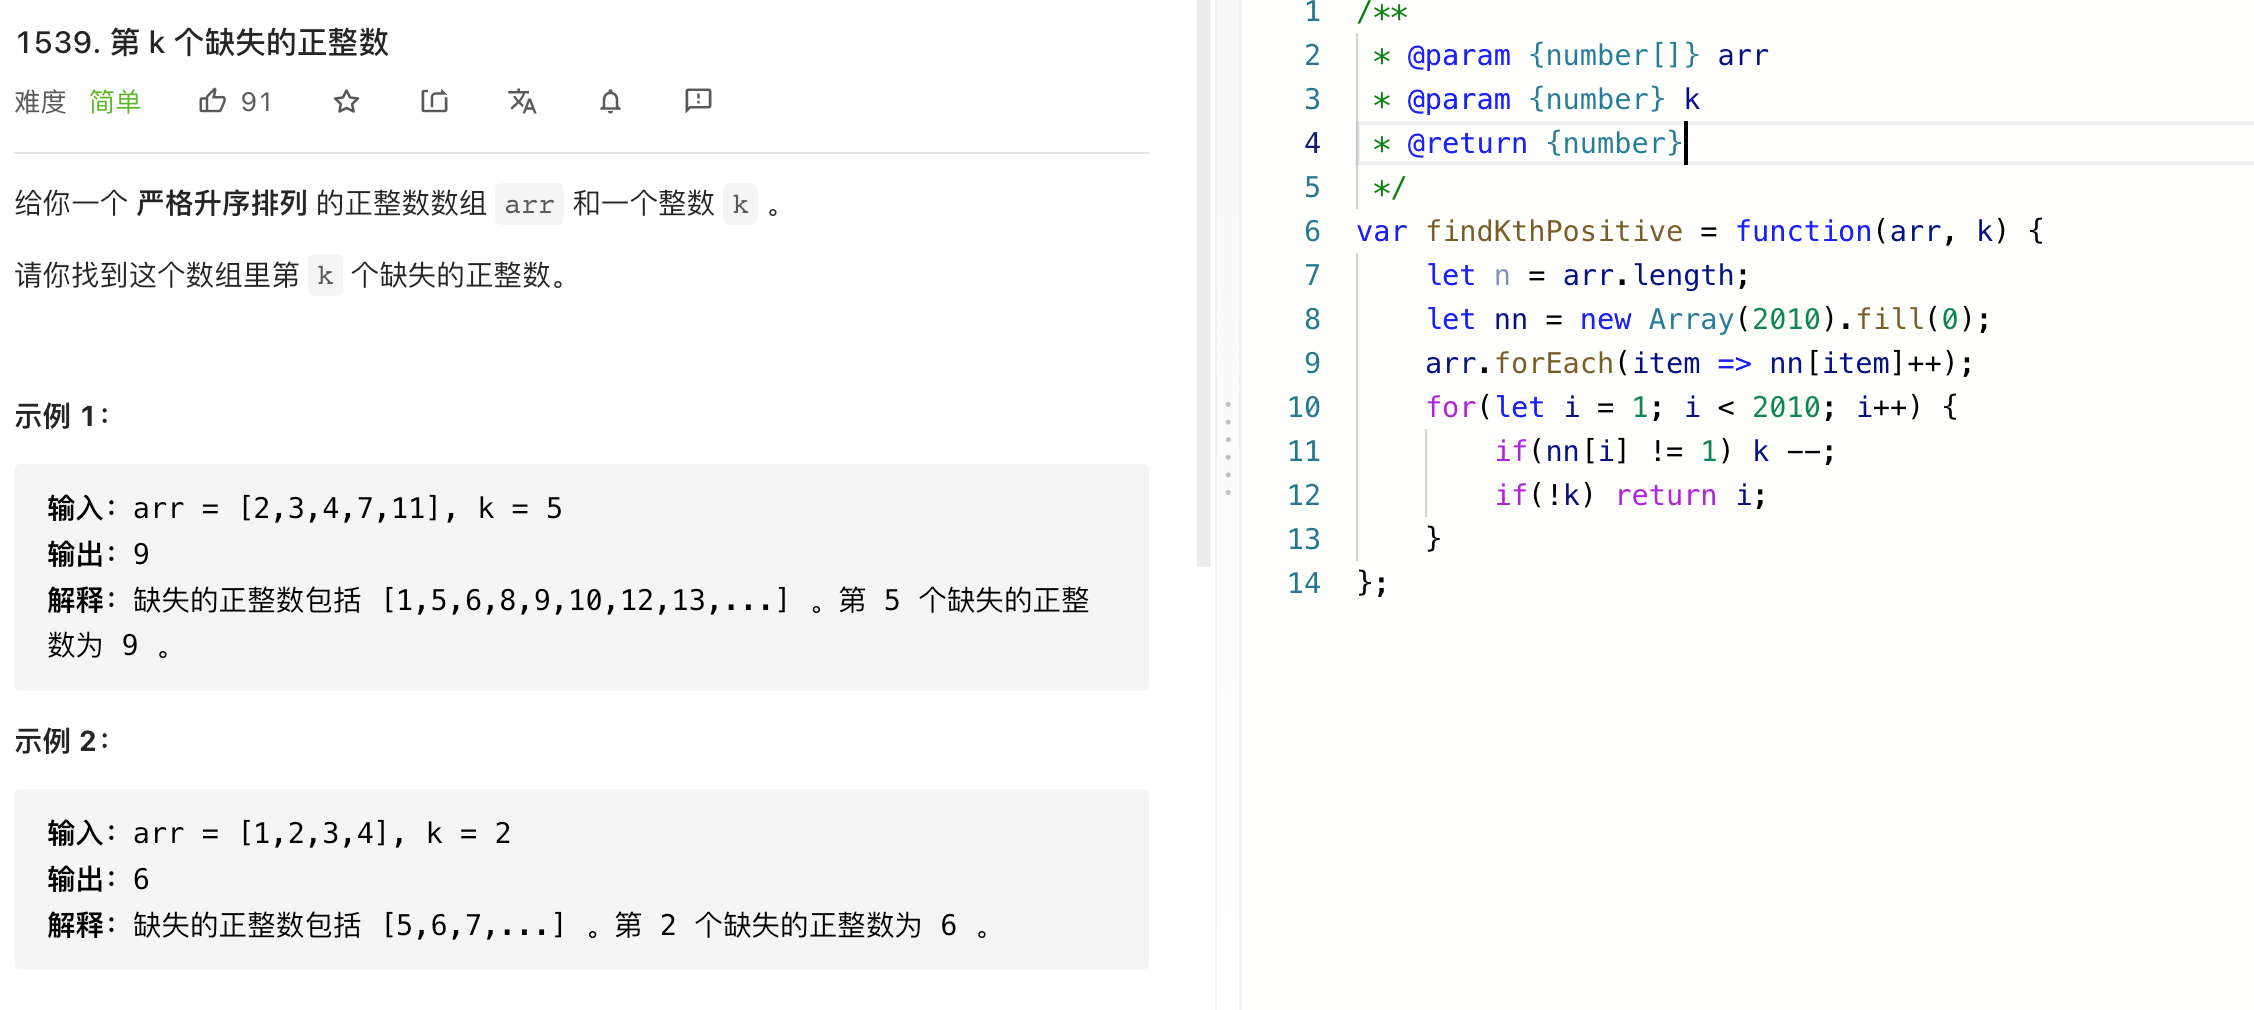 1539. 第 k 个缺失的正整数
难度 简单 91
给你一个 严格升序排列 的正整数数组 arr 和一个整数 k 。
请你找到这个数组里第 k 个缺失的正整数。
示例 1：
输入：arr = [2,3,4,7,11], k = 5
输出：9
解释：缺失的正整数包括 [1,5,6,8,9,10,12,13,...] 。第 5 个缺失的正整
数为 9 。
示例 2：
输入：arr = [1,2,3,4], k = 2
输出：6
解释：缺失的正整数包括 [5,6,7,...] 。第 2 个缺失的正整数为 6 。
1 /**
2  * @param {number[]} arr
3  * @param {number} k
4  * @return {number}
5  */
6 var findKthPositive = function(arr, k) {
7     let n = arr.length;
8     let nn = new Array(2010).fill(0);
9     arr.forEach(item => nn[item]++);
10     for(let i = 1; i < 2010; i++) {
11         if(nn[i] != 1) k --;
12         if(!k) return i;
13     }
14 };